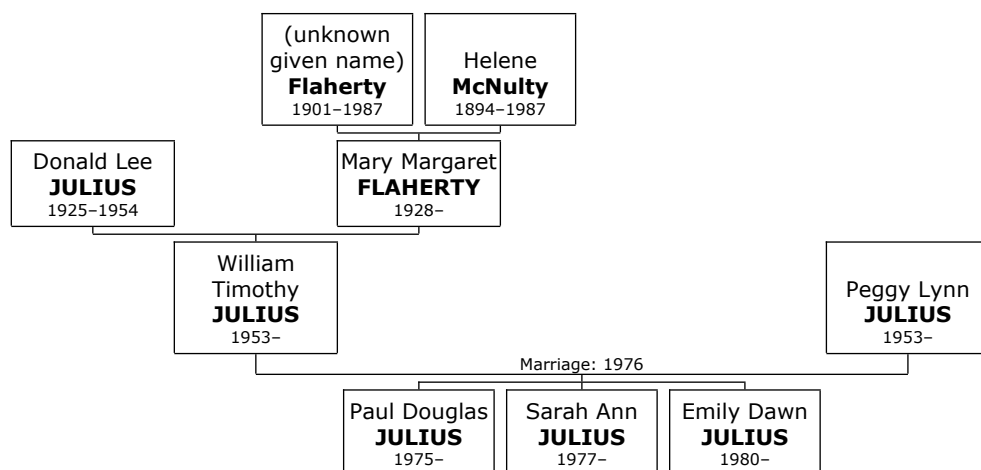 (unknown
given name)
Flaherty
1901–1987
Helene
McNulty
1894–1987
Donald Lee
JULIUS
1925–1954
Mary Margaret
FLAHERTY
1928–
William
Timothy
JULIUS
1953–
Peggy Lynn
JULIUS
1953–
Marriage: 1976
Paul Douglas
JULIUS
1975–
Sarah Ann
JULIUS
1977–
Emily Dawn
JULIUS
1980–